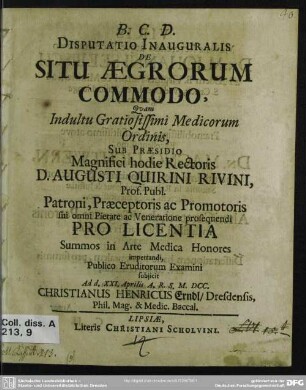 B. C. D.
DISPUTATIO INAUGURALIS
DE
SITU ÆGRORUM
COMMODO,
Quam
Indultu Gratiosissimi Medicorum
Ordinis,
SUB PRÆSIDIO
Magnifici hodie Rectoris
D. AUGUSTI QUIRINI RIVINI,
Prof. Publ.
Patroni, Præceptoris ac Promotoris
sui omni Pietate ac Veneratione prosequendi
PRO LICENTIA
Summos in Arte Medica Honores
impetrandi,
Publico Eruditorum Examini
subjicit
Ad d. XXI. Aprilis A. R. S. M. DCC.
CHRISTIANUS HENRICUS Erndl/ Dresdensis,
Phil. Mag. & Medic. Baccal.
LIPSIÆ,
Literis CHRISTIANI SCHOLVINI.
Coll. diss. A
213, 9